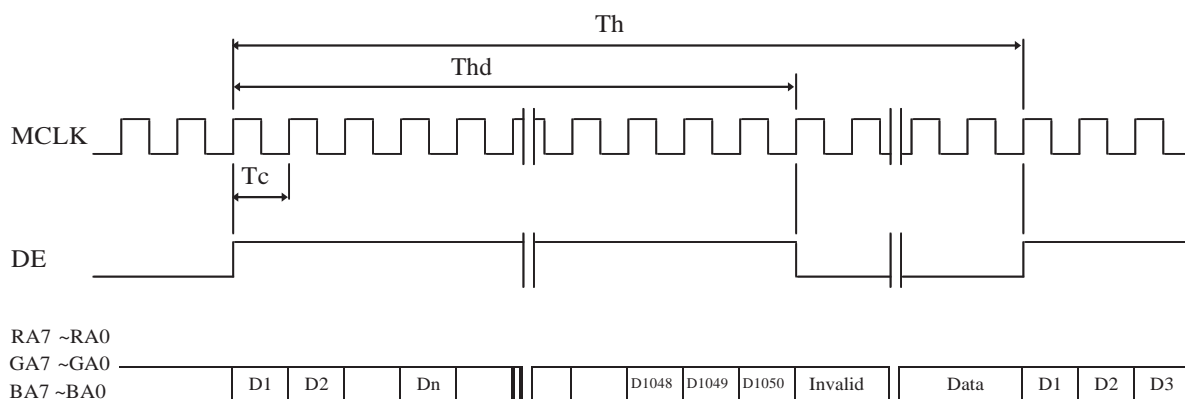 Th
Thd
MCLK
Tc
DE
RA7 ~RA0
GA7 ~GA0
BA7 ~BA0
D1 D2 Dn D1048 D1049 D1050 Invalid Data D1 D2 D3